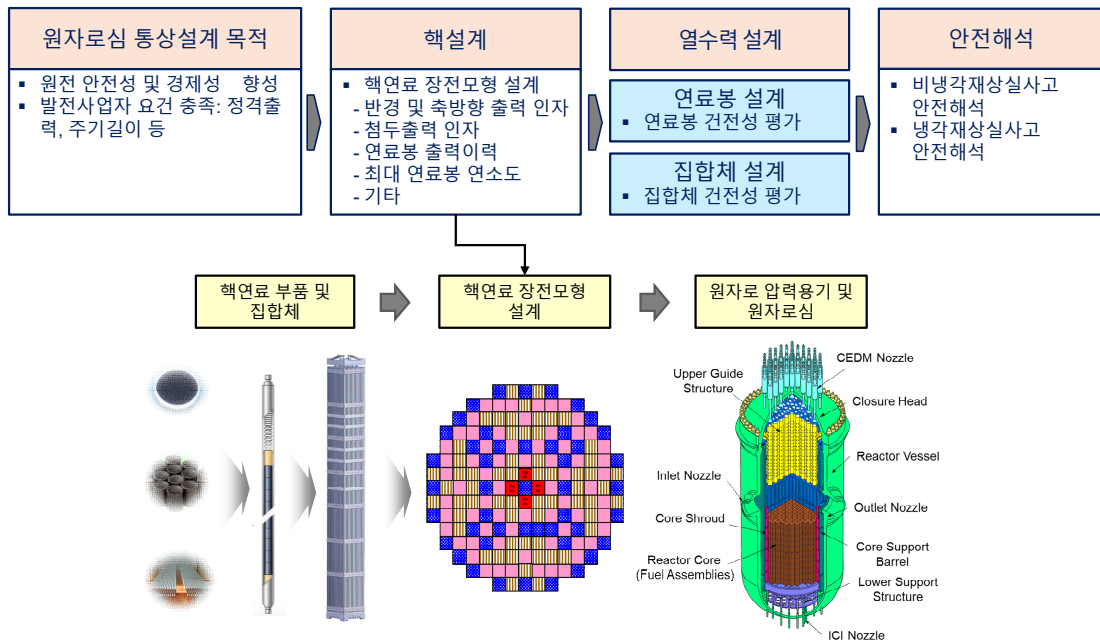 원자로심 통상설계 목적
▪ 원전 안전성 및 경제성 향성
▪ 발전사업자 요건 충족: 정격출
력, 주기길이 등
핵설계
▪ 핵연료 장전모형 설계
- 반경 및 축방향 출력 인자
- 첨두출력 인자
- 연료봉 출력이력
- 최대 연료봉 연소도
- 기타
열수력 설계
연료봉 설계
▪ 연료봉 건전성 평가
집합체 설계
▪ 집합체 건전성 평가
안전해석
▪ 비냉각재상실사고
안전해석
▪ 냉각재상실사고
안전해석
핵연료 부품 및
집합체
핵연료 장전모형
설계
원자로 압력용기 및
원자로심
CEDM Nozzle
Upper Guide
Structure
Closure Head
Reactor Vessel
Inlet Nozzle
Outlet Nozzle
Core Shroud
Core Support
Barrel
Reactor Core
(Fuel Assemblies)
Lower Support
Structure
ICI Nozzle